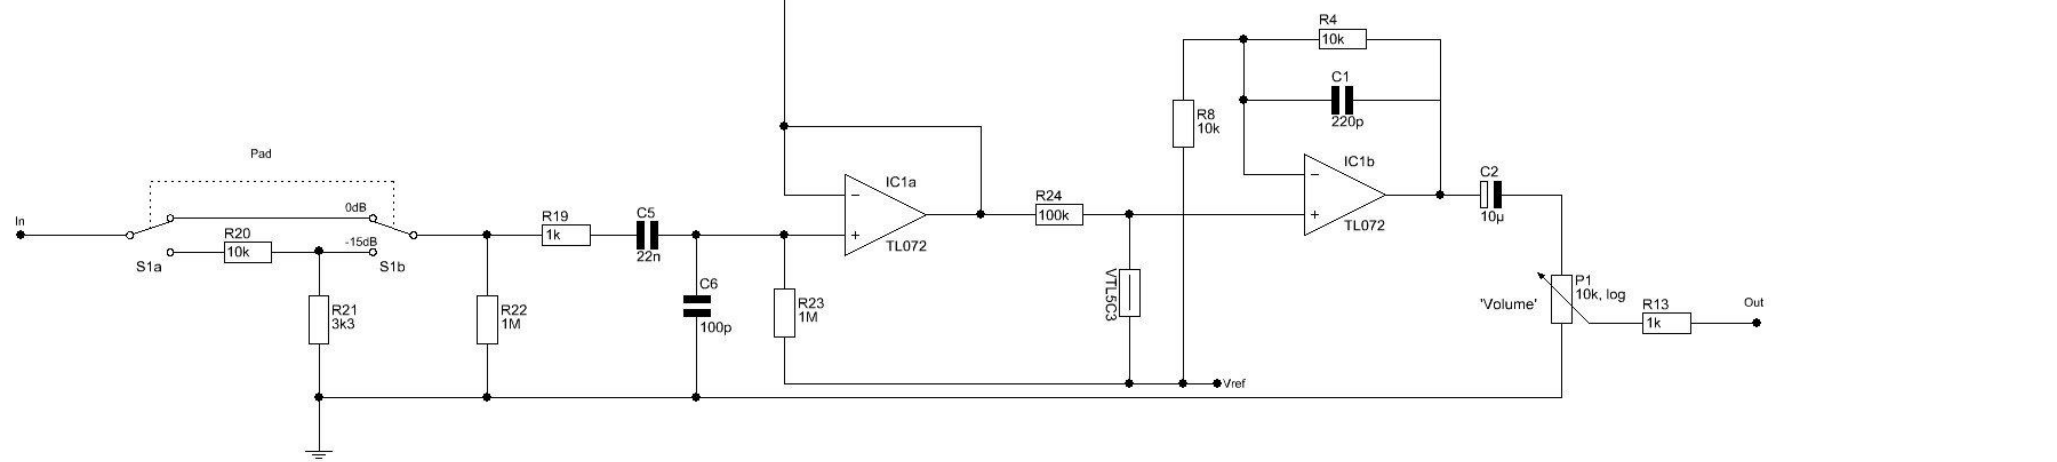 In
Pad
0dB
-15dB
S1a
S1b
R20
10k
R21
3k3
R22
1M
R19
1k
C5
22n
C6
100p
R23
1M
−
+
IC1a
TL072
R24
100k
VTL5C3
R8
10k
R4
10k
C1
220p
−
+
IC1b
TL072
C2
10µ
Vref
'Volume'
P1
10k, log
R13
1k
Out